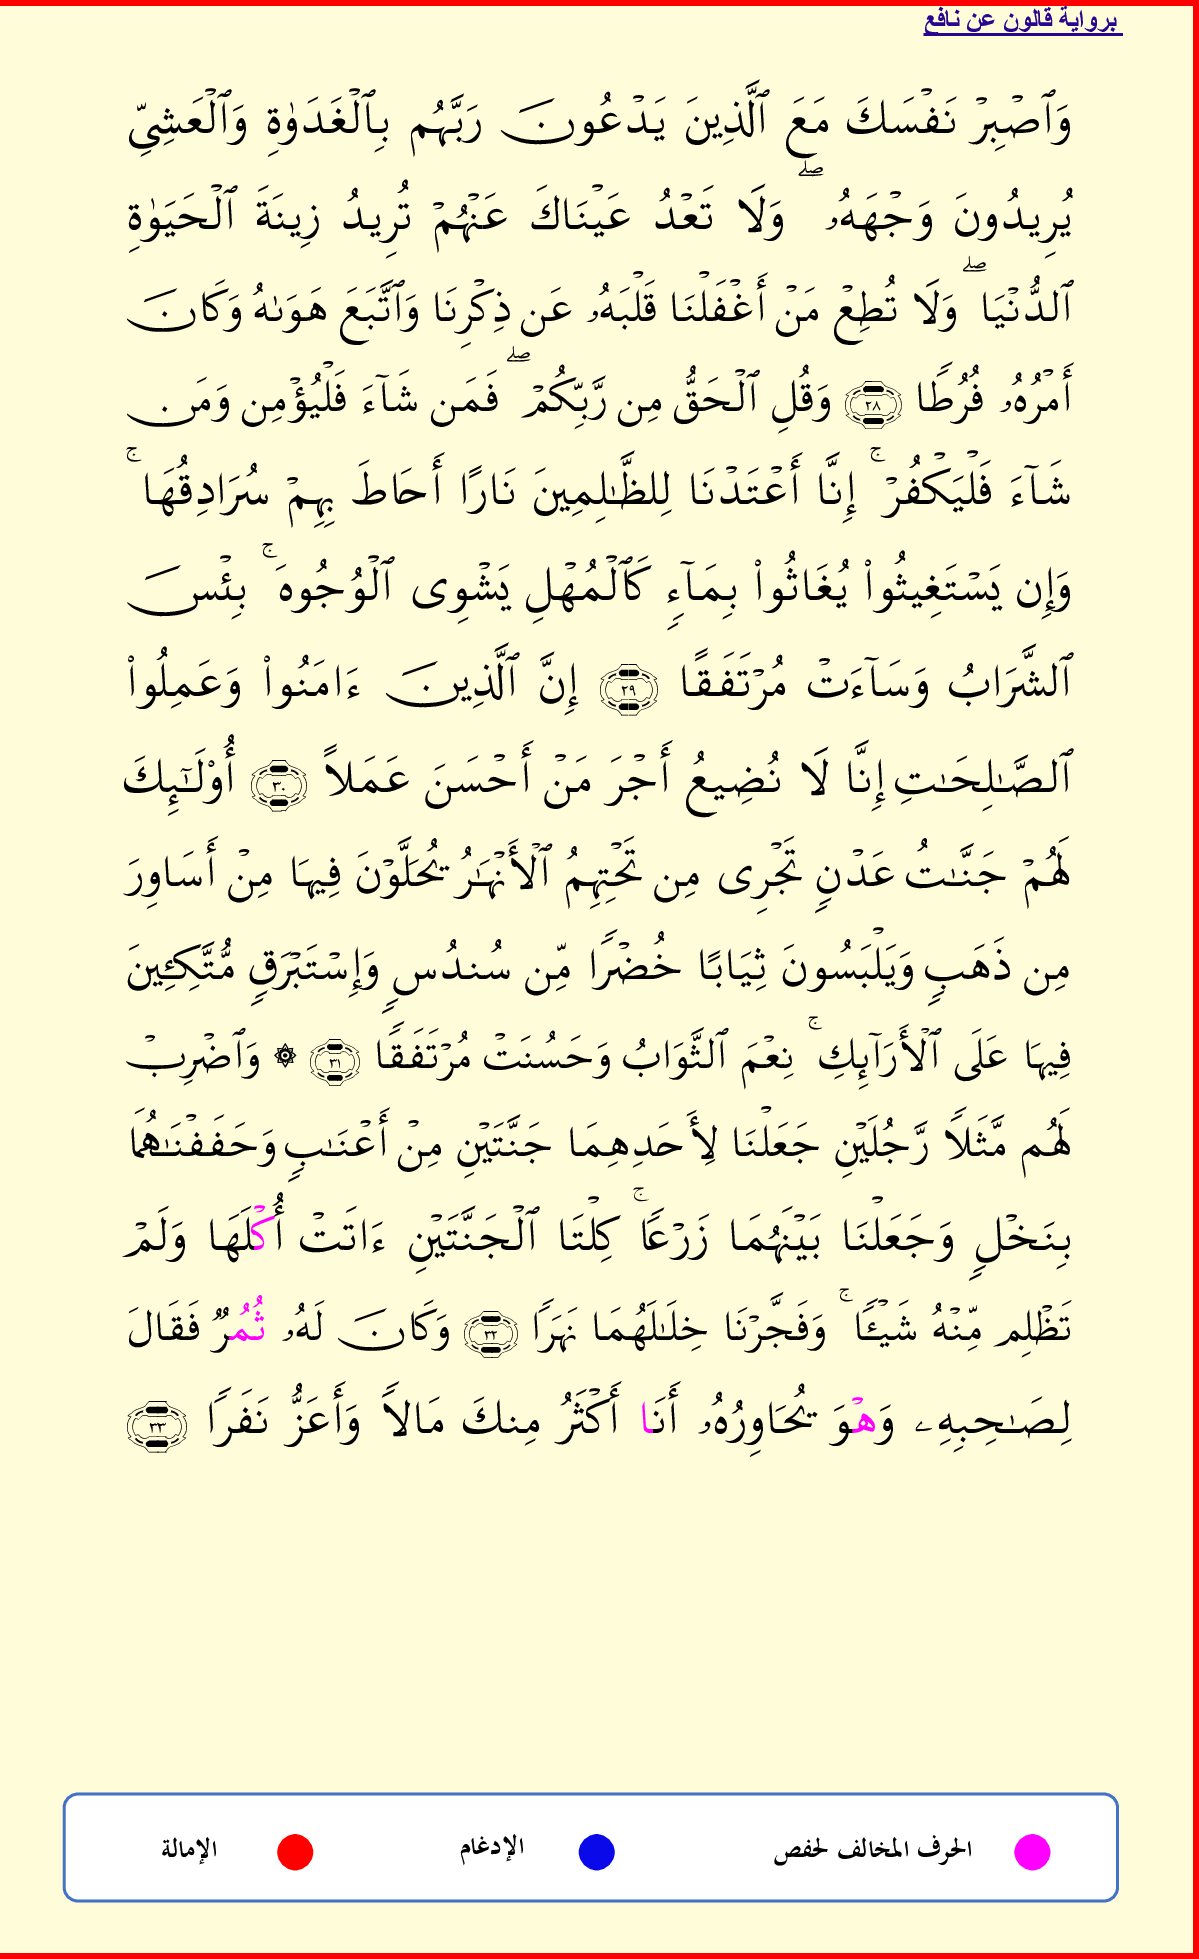 برواية قالون عن نافع
وَٱصۡبِرۡ نَفۡسَكَ مَعَ ٱلَّذِينَ يَدۡعُونَ رَبَّهُم بِٱلۡغَدَوٰةِ وَٱلۡعَشِيِّ
يُرِيدُونَ وَجۡهَهُۥۖ وَلَا تَعۡدُ عَيۡنَاكَ عَنۡهُمۡ تُرِيدُ زِينَةَ ٱلۡحَيَوٰةِ
ٱلدُّنۡيَاۖ وَلَا تُطِعۡ مَنۡ أَغۡفَلۡنَا قَلۡبَهُۥ عَن ذِكۡرِنَا وَٱتَّبَعَ هَوَىٰهُ وَكَانَ
أَمۡرُهُۥ فُرُطٗا ٢٨ وَقُلِ ٱلۡحَقُّ مِن رَّبِّكُمۡۖ فَمَن شَآءَ فَلۡيُؤۡمِن وَمَن
شَآءَ فَلۡيَكۡفُرۡۚ إِنَّا أَعۡتَدۡنَا لِلظَّٰلِمِينَ نَارًا أَحَاطَ بِهِمۡ سُرَادِقُهَاۚ
وَإِن يَسۡتَغِيثُواْ يُغَاثُواْ بِمَآءٖ كَٱلۡمُهۡلِ يَشۡوِي ٱلۡوُجُوهَۚ بِئۡسَ
ٱلشَّرَابُ وَسَآءَتۡ مُرۡتَفَقًا ٢٩ إِنَّ ٱلَّذِينَ ءَامَنُواْ وَعَمِلُواْ
ٱلصَّٰلِحَٰتِ إِنَّا لَا نُضِيعُ أَجۡرَ مَنۡ أَحۡسَنَ عَمَلًا ٣٠ أُوْلَٰٓئِكَ
لَهُمۡ جَنَّٰتُ عَدۡنٖ تَجۡرِي مِن تَحۡتِهِمُ ٱلۡأَنۡهَٰرُ يُحَلَّوۡنَ فِيهَا مِنۡ أَسَاوِرَ
مِن ذَهَبٖ وَيَلۡبَسُونَ ثِيَابًا خُضۡرٗا مِّن سُندُسٖ وَإِسۡتَبۡرَقٖ مُّتَّكِـِٔينَ
فِيهَا عَلَى ٱلۡأَرَآئِكِۚ نِعۡمَ ٱلثَّوَابُ وَحَسُنَتۡ مُرۡتَفَقٗا ٣١ ۞ وَٱضۡرِبۡ
لَهُم مَّثَلٗا رَّجُلَيۡنِ جَعَلۡنَا لِأَحَدِهِمَا جَنَّتَيۡنِ مِنۡ أَعۡنَٰبٖ وَحَفَفۡنَٰهُمَا
بِنَخۡلٖ وَجَعَلۡنَا بَيۡنَهُمَا زَرۡعٗاۚ كِلۡتَا ٱلۡجَنَّتَيۡنِ ءَاتَتۡ أُكۡلَهَا وَلَمۡ
تَظۡلِم مِّنۡهُ شَيۡـٔٗاۚ وَفَجَّرۡنَا خِلَٰلَهُمَا نَهَرٗا ٣٢ وَكَانَ لَهُۥ ثُمُرٞ فَقَالَ
لِصَٰحِبِهِۦ وَهۡوَ يُحَاوِرُهُۥ أَنَا أَكۡثَرُ مِنكَ مَالٗا وَأَعَزُّ نَفَرٗا ٣٣
الحرف المخالف لحفص الإدغام الإمالة